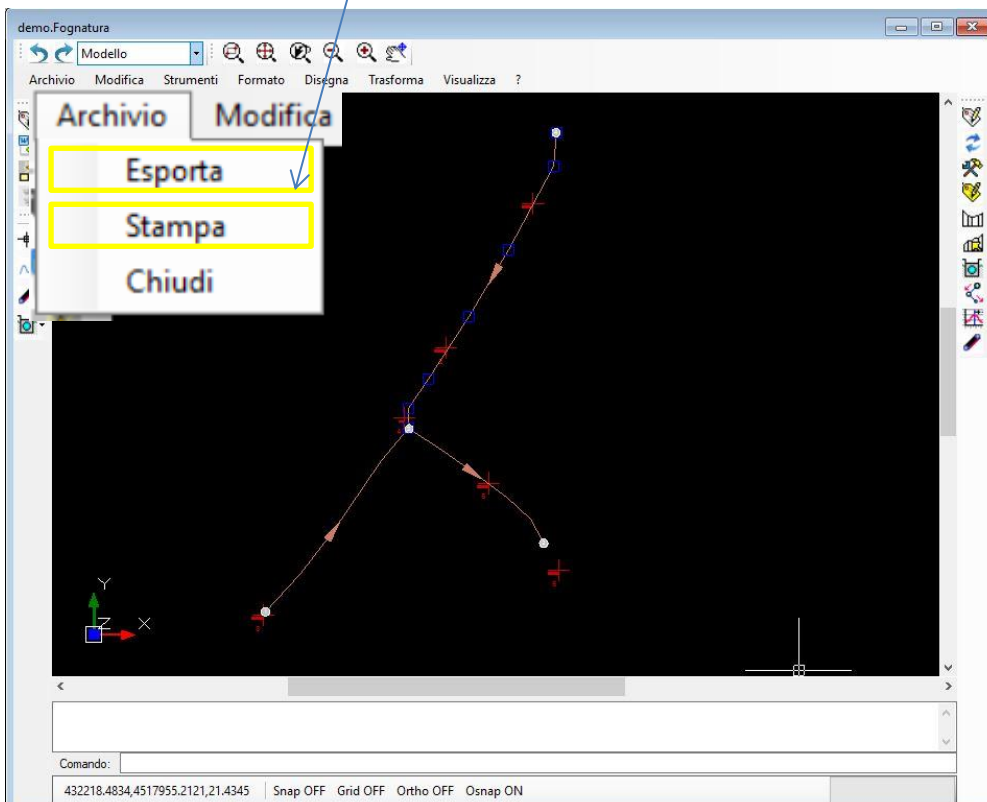 demo.Fognatura
Modello
Archivio Modifica Strumenti Formato Disegna Trasforma Visualizza ?
Archivio Modifica
Esporta
Stampa
Chiudi
Y
Z X
Comando:
432218.4834,4517955.2121,21.4345 Snap OFF Grid OFF Ortho OFF Osnap ON